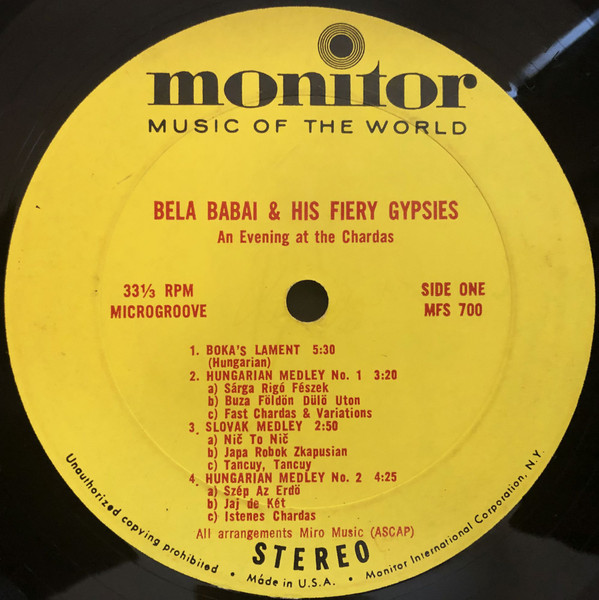 monitor
MUSIC OF THE WORLD
BELA BABAI & HIS FIERY GYPSIES
An Evening at the Chardas
33⅓ RPM
MICROGROOVE
SIDE ONE
MFS 700
1. BOKA'S LAMENT 5:30
(Hungarian)
2. HUNGARIAN MEDLEY No. 1 3:20
a) Sárga Rigó Fészek
b) Buza Földön Dülö Uton
c) Fast Chardas & Variations
3. SLOVAK MEDLEY 2:50
a) Nič To Nič
b) Japa Robok Zkapusian
c) Tancuy, Tancuy
4. HUNGARIAN MEDLEY No. 2 4:25
a) Szép Az Erdö
b) Jaj de Két
c) Istenes Chardas
All arrangements Miro Music (ASCAP)
STEREO
Unauthorized copying prohibited • Made in U.S.A. • Monitor International Corporation, N.Y.